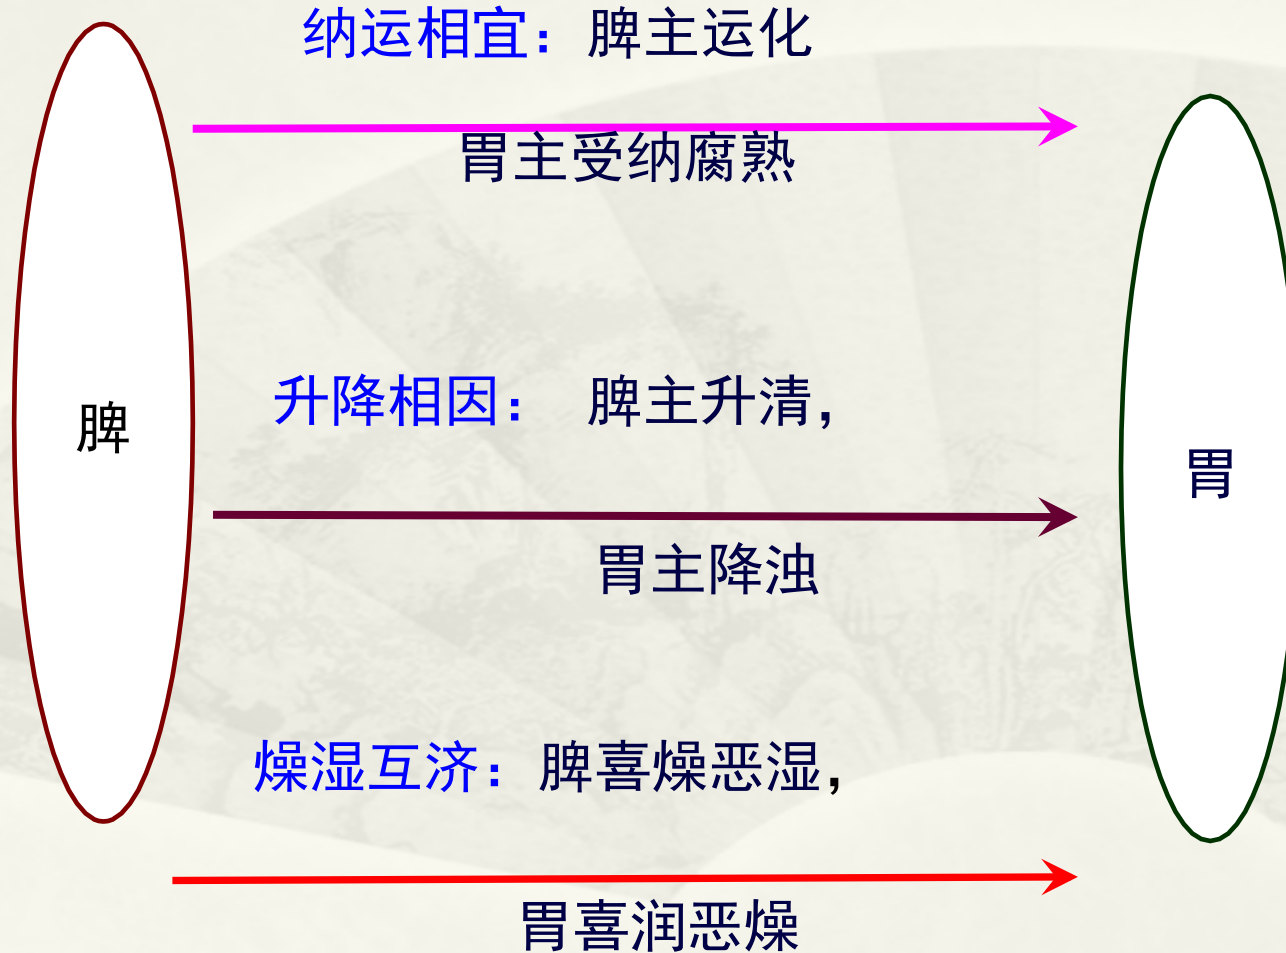 纳运相宜：脾主运化
胃主受纳腐熟
脾
升降相因： 脾主升清，
胃
胃主降浊
燥湿互济：脾喜燥恶湿，
胃喜润恶燥